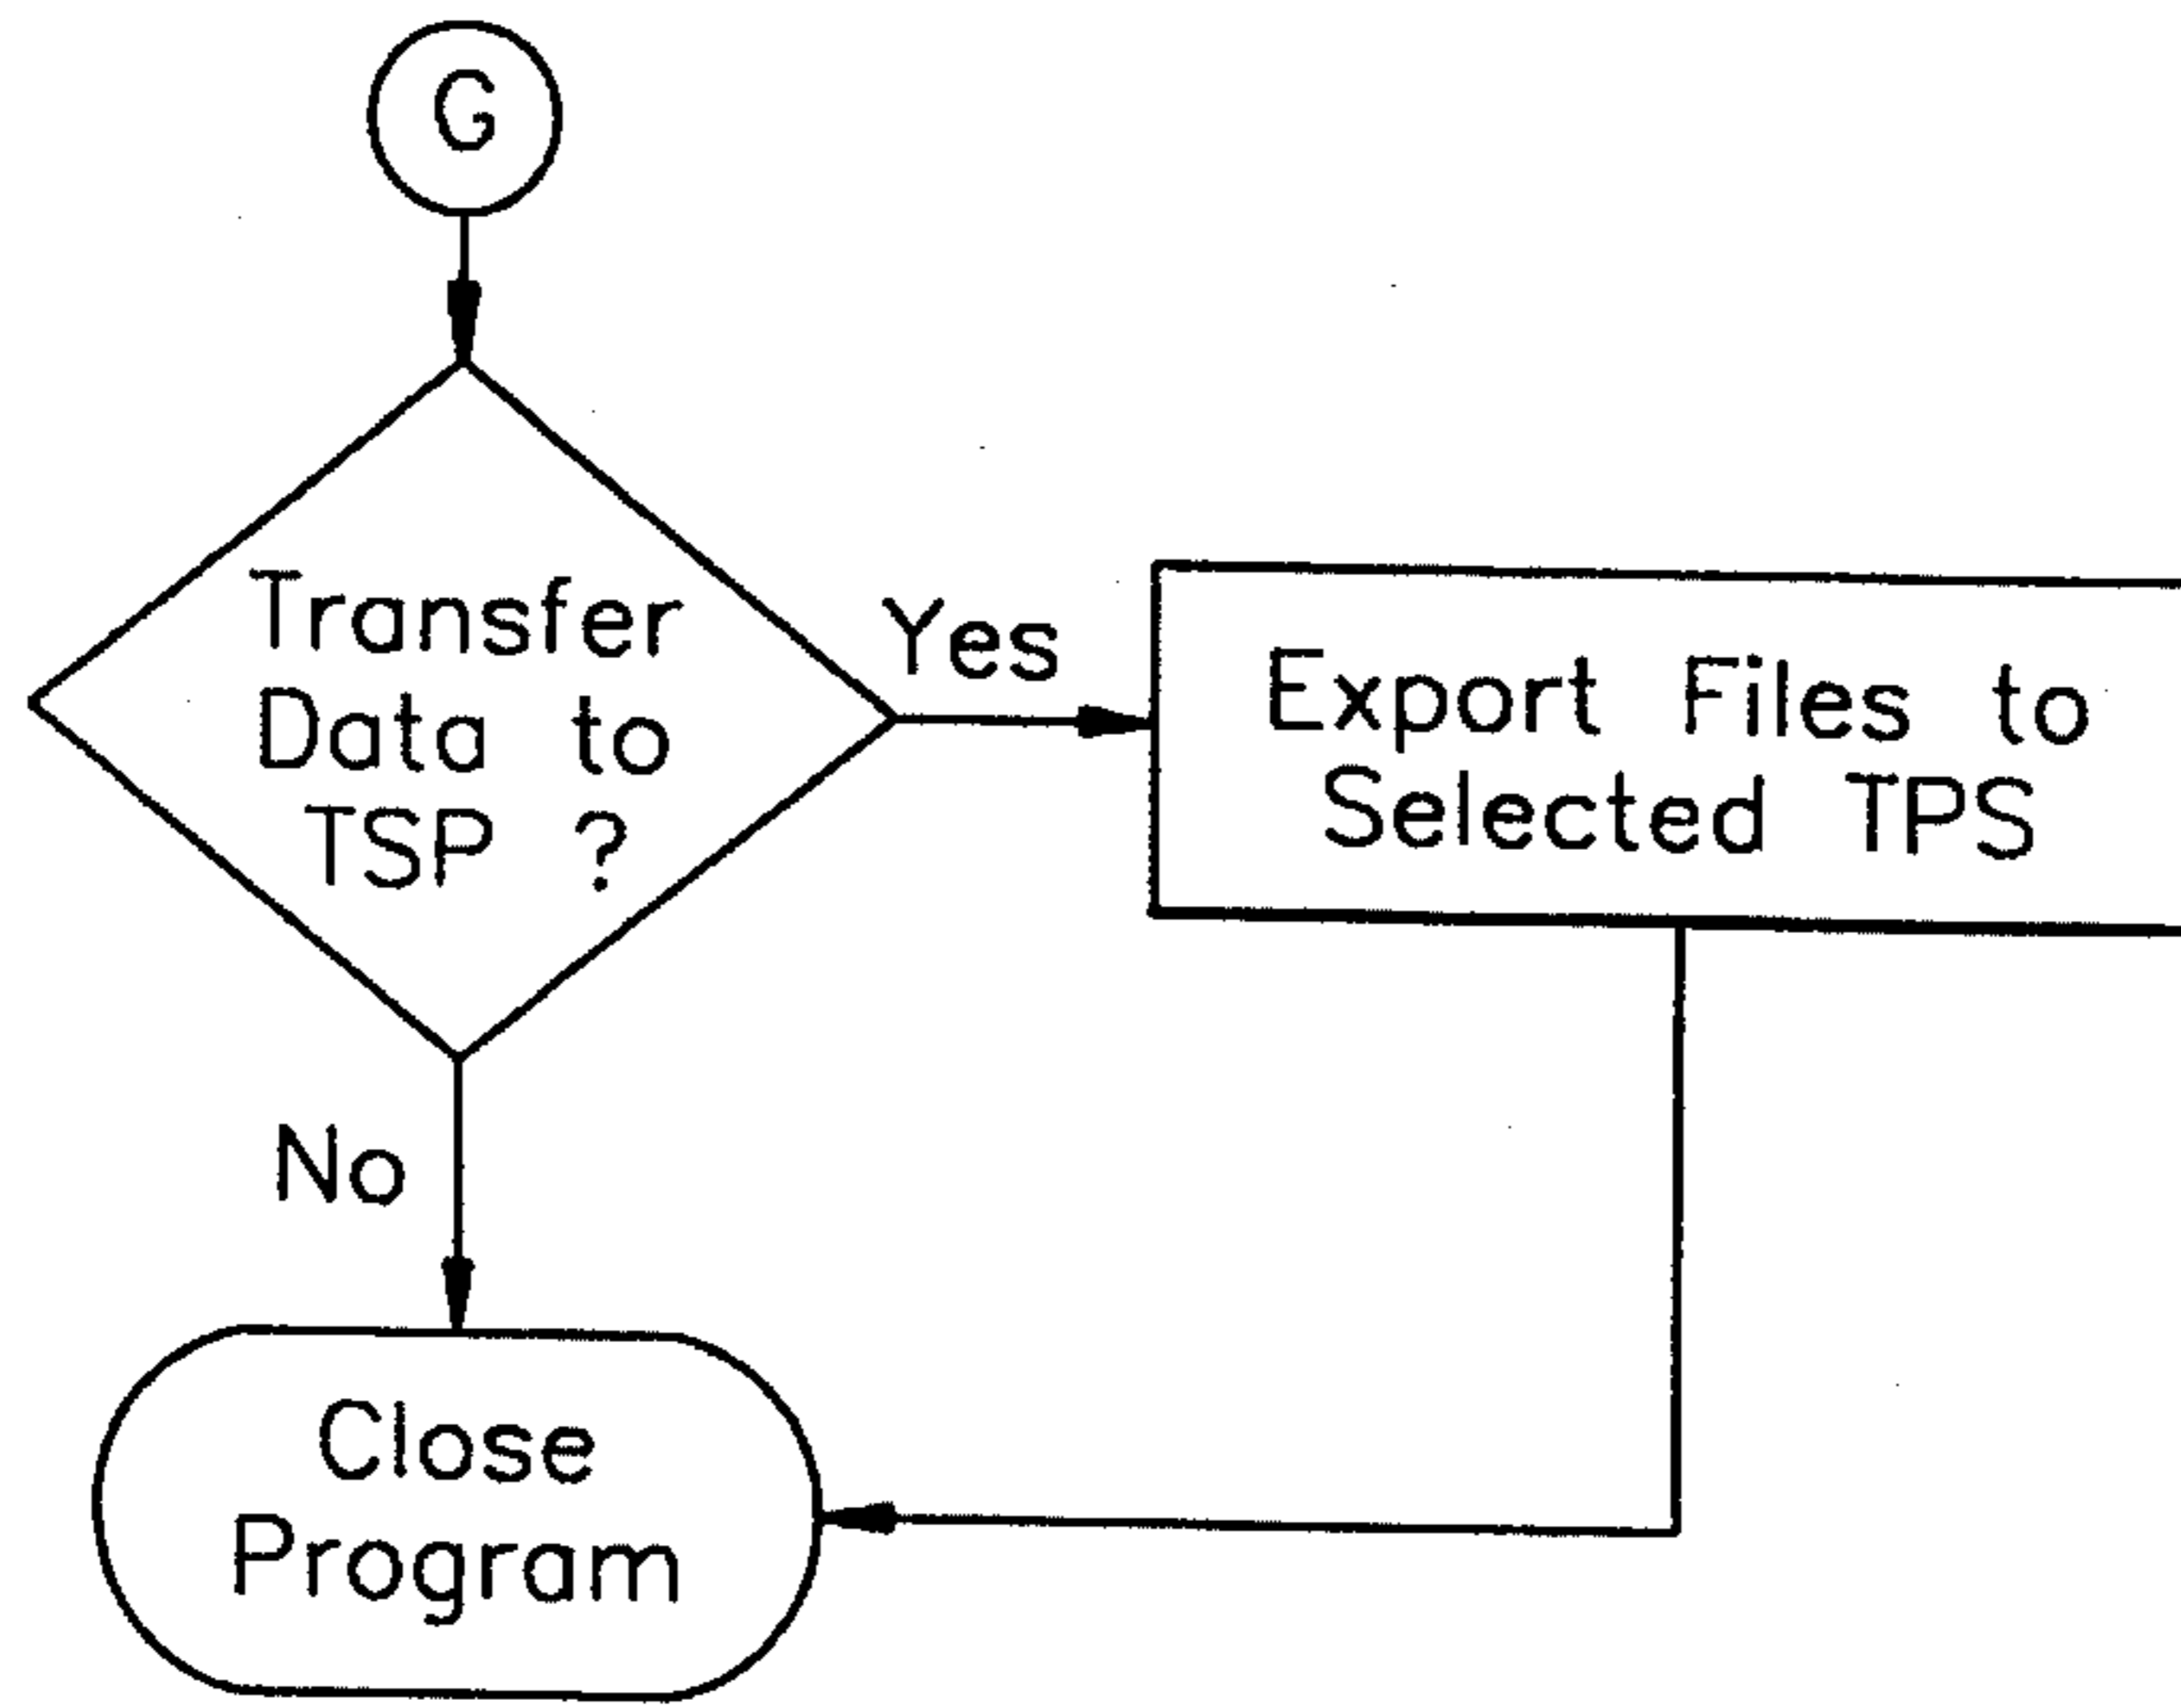 G
Transfer
Data to
TSP ?
Yes
Export Files to
Selected TPS
No
Close
Program